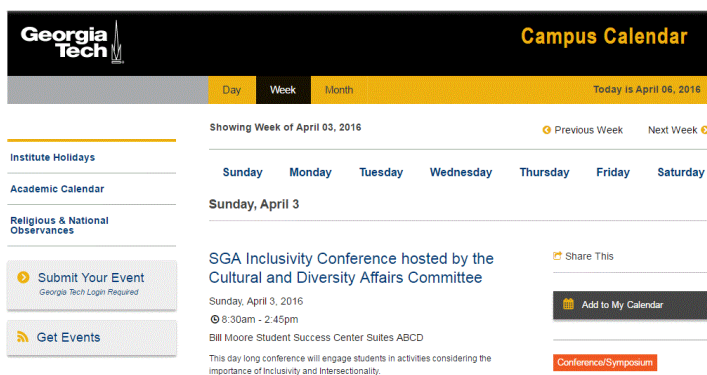 Georgia
Tech
Campus Calendar
Day Week Month Today is April 06, 2016
Showing Week of April 03, 2016 Previous Week Next Week
Institute Holidays
Academic Calendar
Religious & National
Observances
Submit Your Event
Georgia Tech Login Required
Get Events
Sunday Monday Tuesday Wednesday Thursday Friday Saturday
Sunday, April 3
SGA Inclusivity Conference hosted by the
Cultural and Diversity Affairs Committee
Sunday, April 3, 2016
8:30am - 2:45pm
Bill Moore Student Success Center Suites ABCD
This day long conference will engage students in activities considering the
importance of Inclusivity and Intersectionality.
Share This
Add to My Calendar
Conference/Symposium